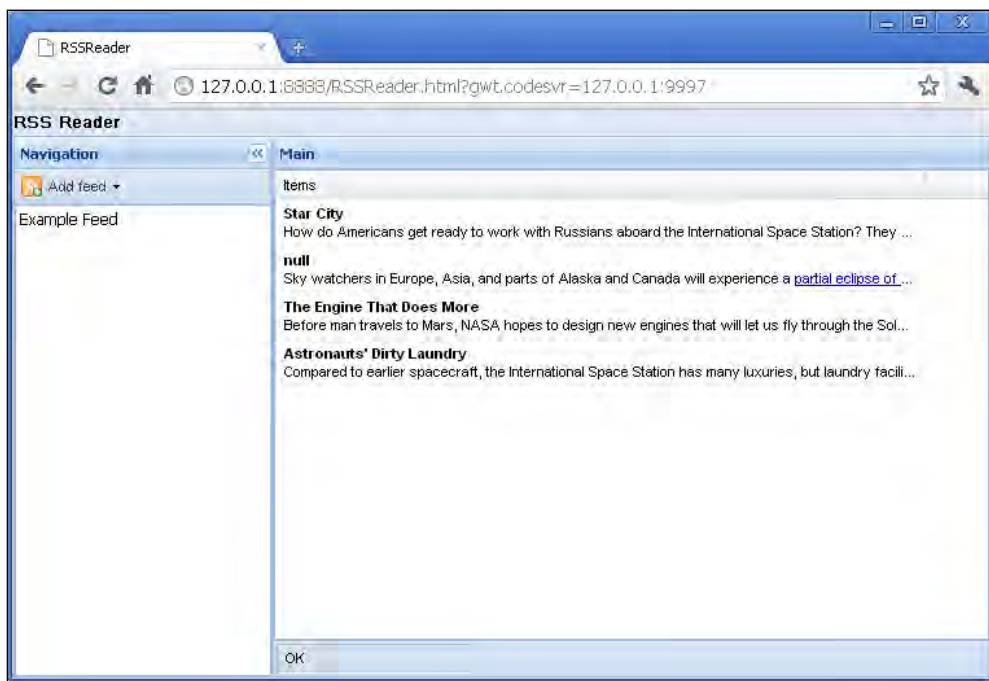 RSSReader
127.0.0.1:8888/RSSReader.html?gwt.codesvr=127.0.0.1:9997
RSS Reader
Navigation
Main
Add feed
Items
Example Feed
Star City
How do Americans get ready to work with Russians aboard the International Space Station? They ...
null
Sky watchers in Europe, Asia, and parts of Alaska and Canada will experience a partial eclipse of ...
The Engine That Does More
Before man travels to Mars, NASA hopes to design new engines that will let us fly through the Sol...
Astronauts' Dirty Laundry
Compared to earlier spacecraft, the International Space Station has many luxuries, but laundry facili...
OK